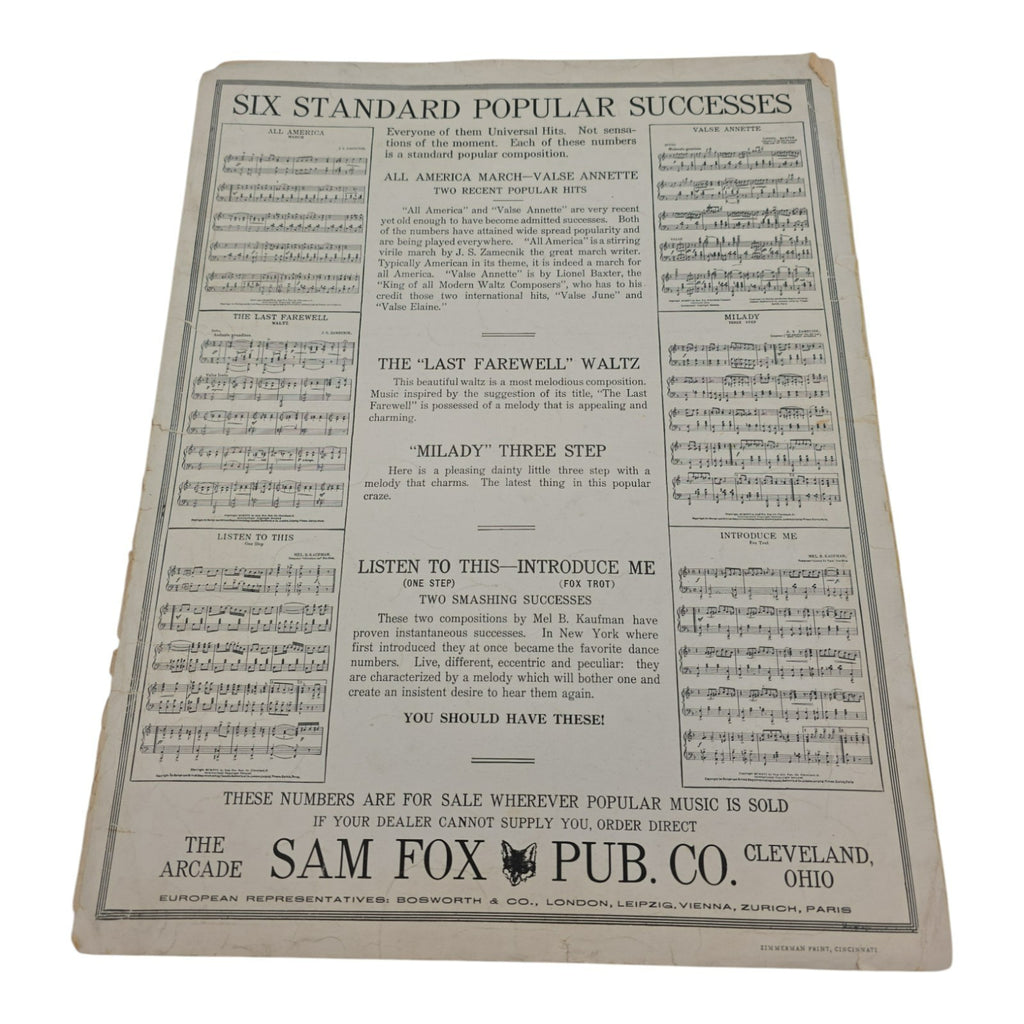 SIX STANDARD POPULAR SUCCESSES
ALL AMERICA
MARCH
J. S. ZAMECNIK.
THE LAST FAREWELL
WALTZ
J. S. ZAMECNIK.
LISTEN TO THIS
One Step
MEL. B. KAUFMAN.
Everyone of them Universal Hits. Not sensa-
tions of the moment. Each of these numbers
is a standard popular composition.
ALL AMERICA MARCH—VALSE ANNETTE
TWO RECENT POPULAR HITS
"All America" and "Valse Annette" are very recent
yet old enough to have become admitted successes. Both
of the numbers have attained wide spread popularity and
are being played everywhere. "All America" is a stirring
virile march by J. S. Zamecnik the great march writer.
Typically American in its theme, it is indeed a march for
all America. "Valse Annette" is by Lionel Baxter, the
"King of all Modern Waltz Composers", who has to his
credit those two international hits, "Valse June" and
"Valse Elaine."
THE "LAST FAREWELL" WALTZ
This beautiful waltz is a most melodious composition.
Music inspired by the suggestion of its title, "The Last
Farewell" is possessed of a melody that is appealing and
charming.
"MILADY" THREE STEP
Here is a pleasing dainty little three step with a
melody that charms. The latest thing in this popular
craze.
LISTEN TO THIS—INTRODUCE ME
(ONE STEP) (FOX TROT)
TWO SMASHING SUCCESSES
These two compositions by Mel B. Kaufman have
proven instantaneous successes. In New York where
first introduced they at once became the favorite dance
numbers. Live, different, eccentric and peculiar: they
are characterized by a melody which will bother one and
create an insistent desire to hear them again.
YOU SHOULD HAVE THESE!
VALSE ANNETTE
LIONEL BAXTER
MILADY
THREE STEP
J. S. ZAMECNIK
INTRODUCE ME
Fox Trot
MEL. B. KAUFMAN.
THESE NUMBERS ARE FOR SALE WHEREVER POPULAR MUSIC IS SOLD
IF YOUR DEALER CANNOT SUPPLY YOU, ORDER DIRECT
THE ARCADE SAM FOX PUB. CO. CLEVELAND, OHIO
EUROPEAN REPRESENTATIVES: BOSWORTH & CO., LONDON, LEIPZIG, VIENNA, ZURICH, PARIS
ZIMMERMAN PRINT, CINCINNATI